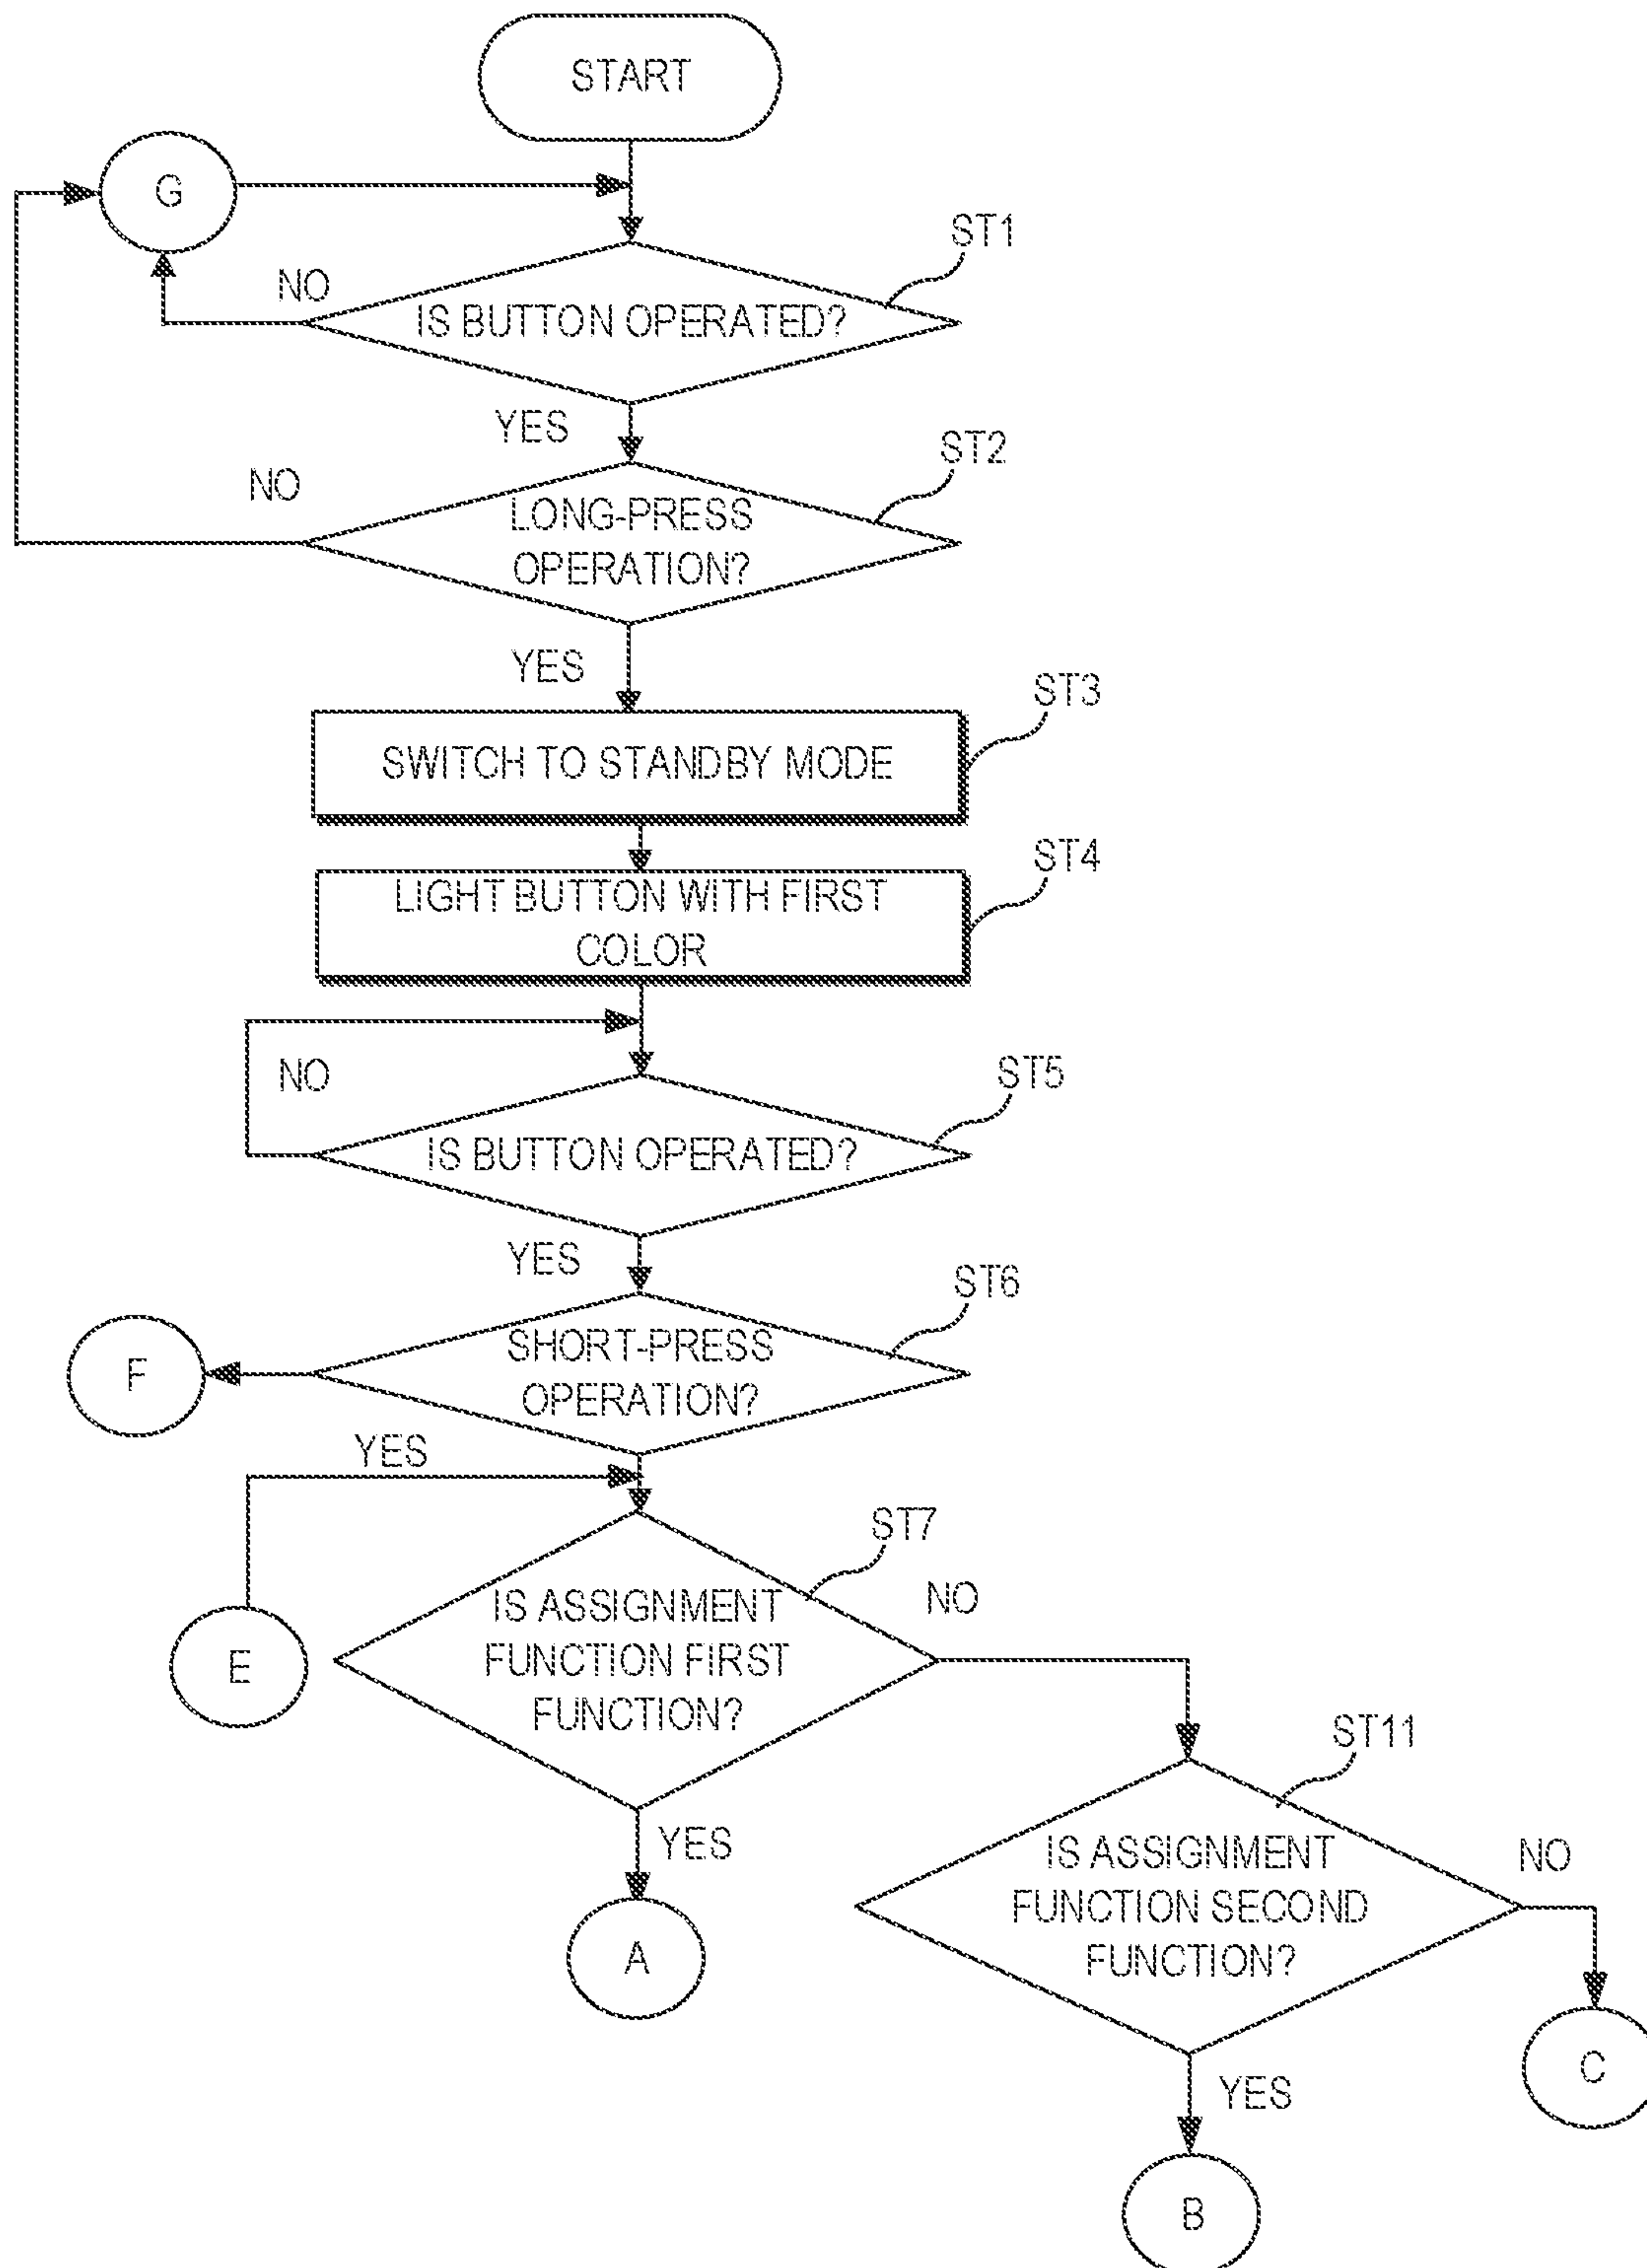 START
G
ST1
NO
IS BUTTON OPERATED?
YES
ST2
NO
LONG-PRESS
OPERATION?
YES
ST3
SWITCH TO STANDBY MODE
ST4
LIGHT BUTTON WITH FIRST
COLOR
NO
ST5
IS BUTTON OPERATED?
YES
ST6
SHORT-PRESS
OPERATION?
F
YES
ST7
NO
IS ASSIGNMENT
FUNCTION FIRST
FUNCTION?
E
ST11
YES
IS ASSIGNMENT
FUNCTION SECOND
FUNCTION?
NO
A
C
YES
B